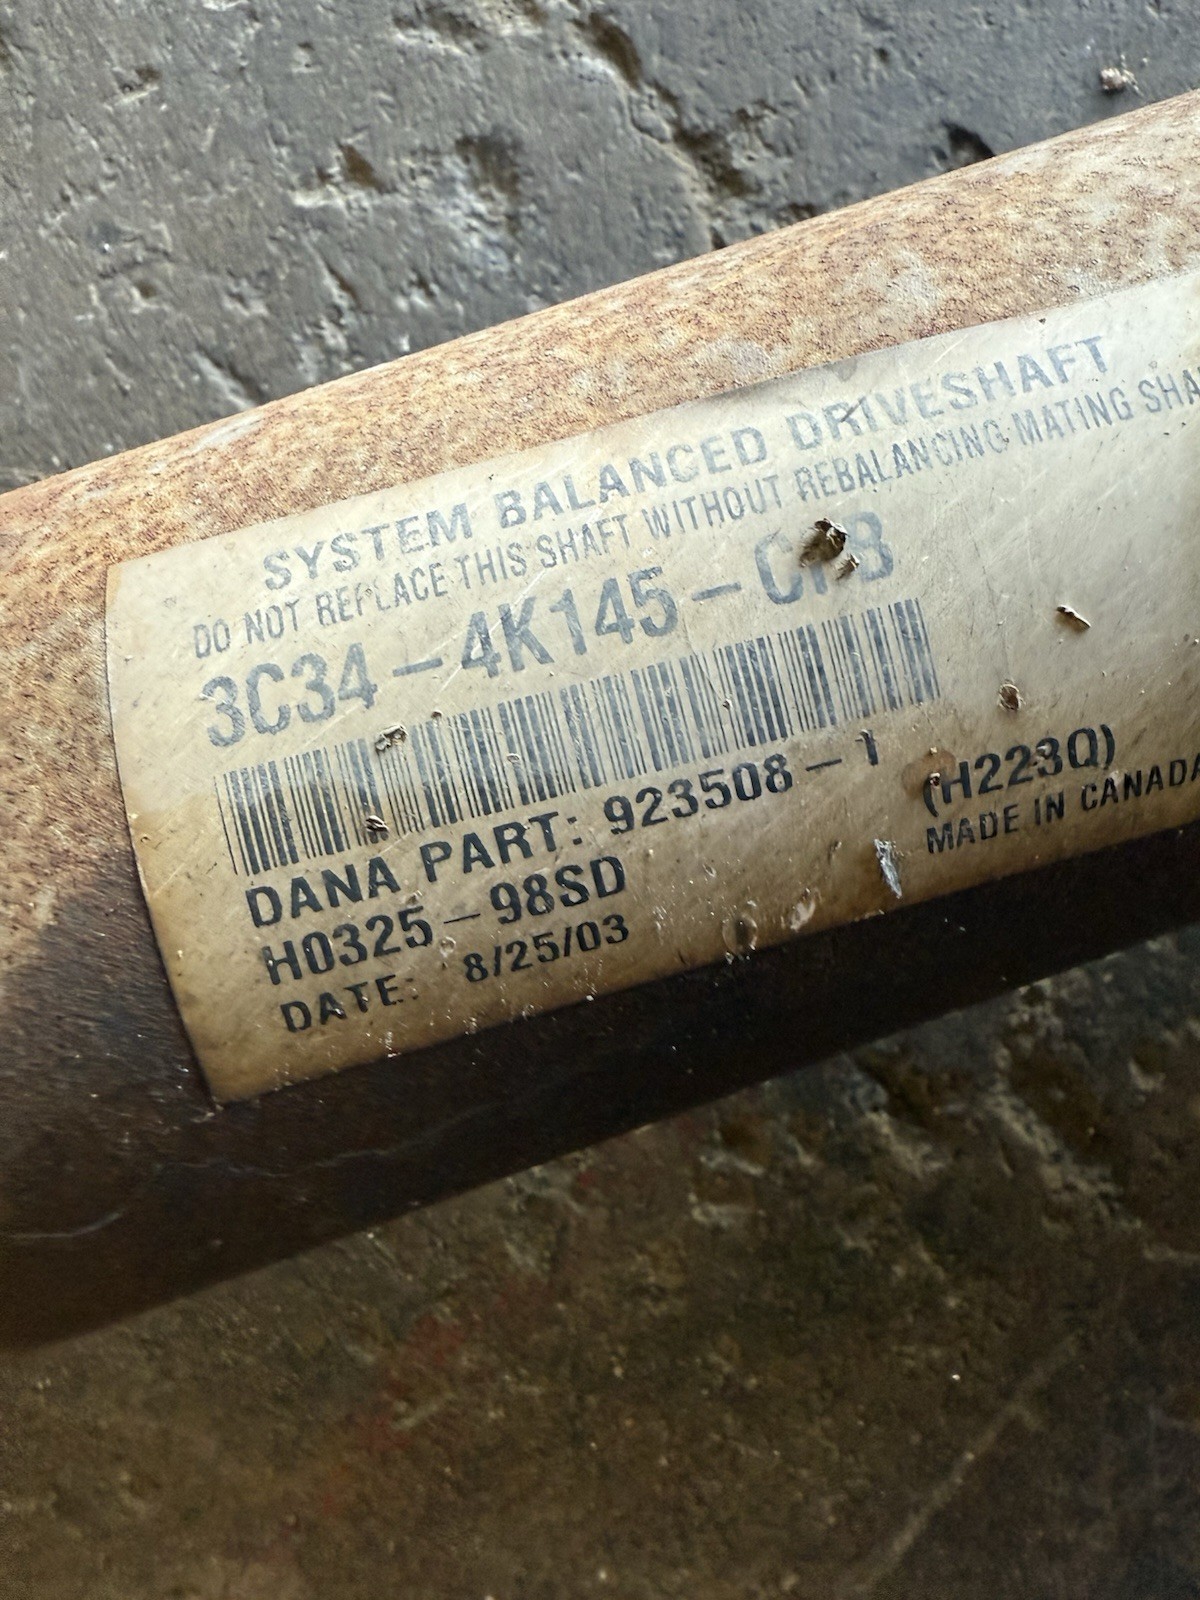 SYSTEM BALANCED DRIVESHAFT
DO NOT REPLACE THIS SHAFT WITHOUT REBALANCING MATING
3C34-4K145-
DANA PART: 923508-1
(H223Q)
H0325-98SD
MADE IN CANADA
DATE: 8/25/03